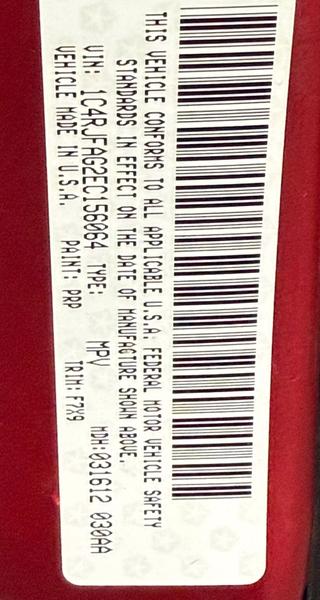 THIS VEHICLE CONFORMS TO ALL APPLICABLE U.S.A. FEDERAL MOTOR VEHICLE SAFETY
STANDARDS IN EFFECT ON THE DATE OF MANUFACTURE SHOWN ABOVE.
VIN: 1C4RJFAG2EC156064 TYPE: MPV MDH:031612 030AA
VEHICLE MADE IN U.S.A. PAINT: PRP TRIM: F7X9